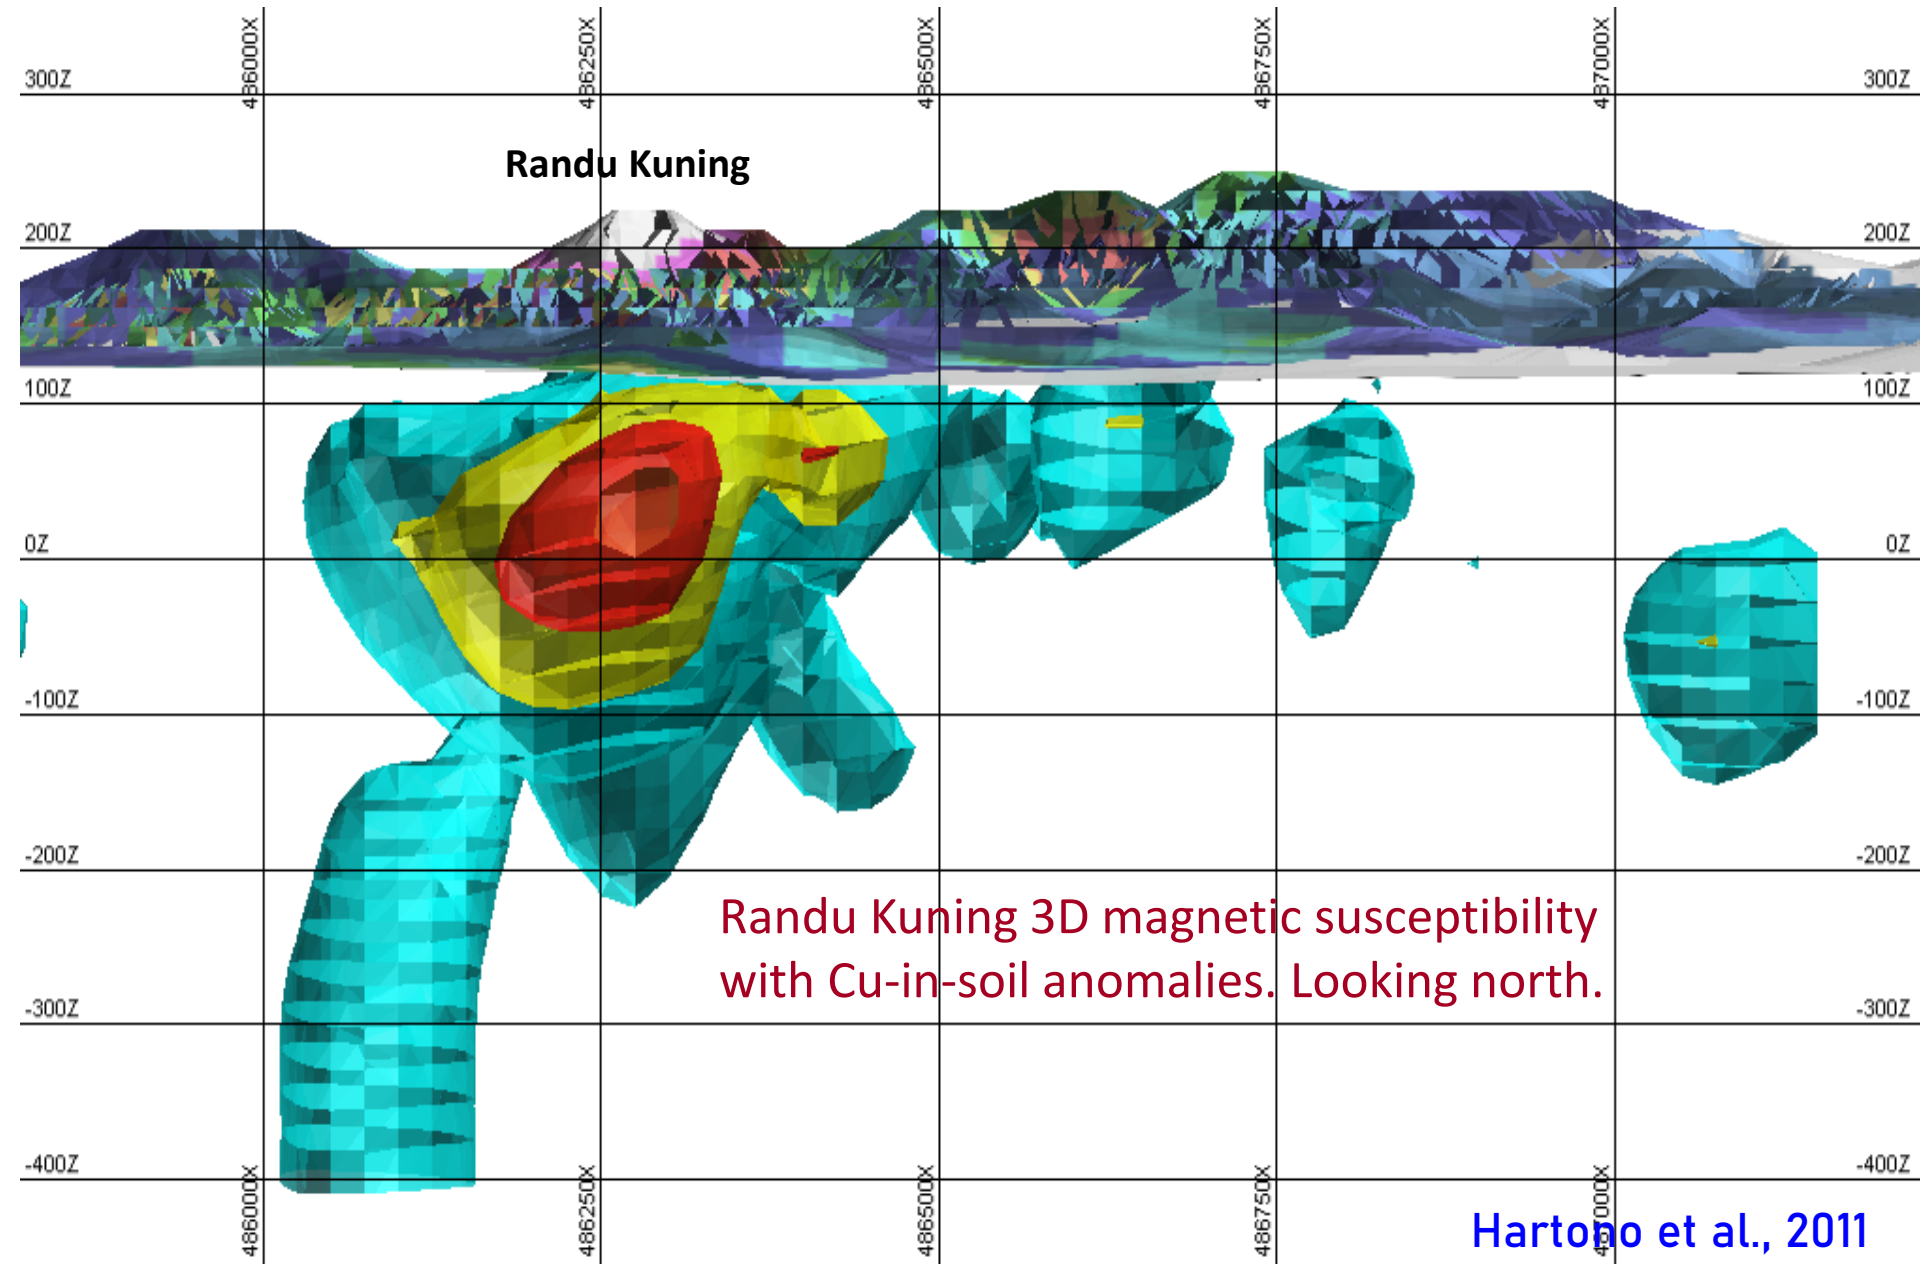 486000X
486250X
486500X
486750X
487000X
300Z 300Z
Randu Kuning
200Z 200Z
100Z 100Z
0Z 0Z
-100Z -100Z
-200Z -200Z
Randu Kuning 3D magnetic susceptibility
with Cu-in-soil anomalies. Looking north.
-300Z -300Z
-400Z -400Z
486000X
486250X
486500X
486750X
487000X
Hartono et al., 2011